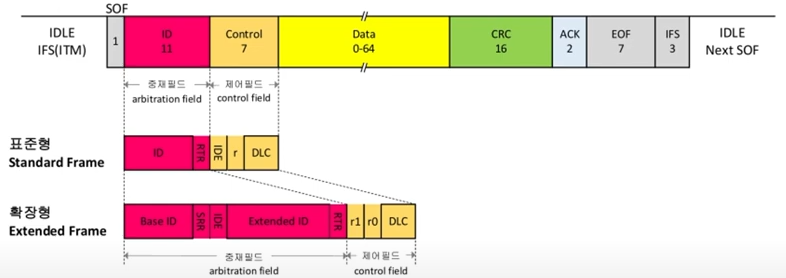 SOF
IDLE
IFS(ITM)
1
ID
11
Control
7
Data
0-64
CRC
16
ACK
2
EOF
7
IFS
3
IDLE
Next SOF
중재필드
arbitration field
제어필드
control field
표준형
Standard Frame
ID
RTR
IDE
r
DLC
확장형
Extended Frame
Base ID
SRR
IDE
Extended ID
RTR
r1
r0
DLC
중재필드
arbitration field
제어필드
control field